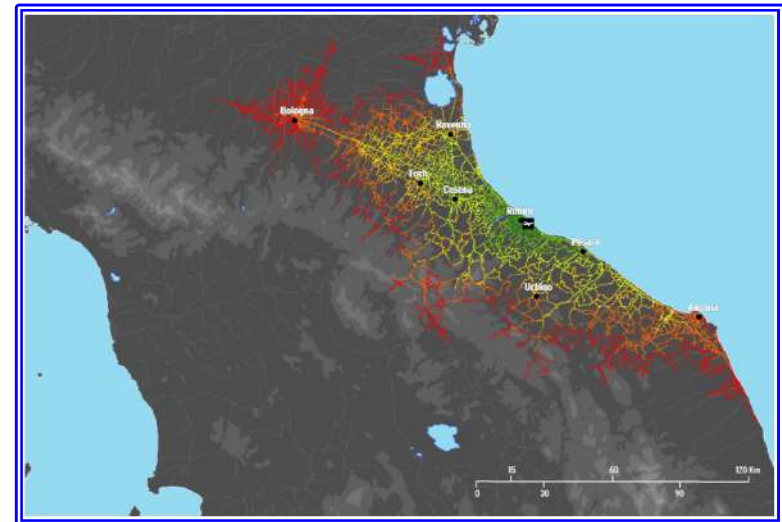 Bologna
Ravenna
Forlì
Cesena
Rimini
Pesaro
Urbino
Ancona
15 60 120 Km
0 30 90